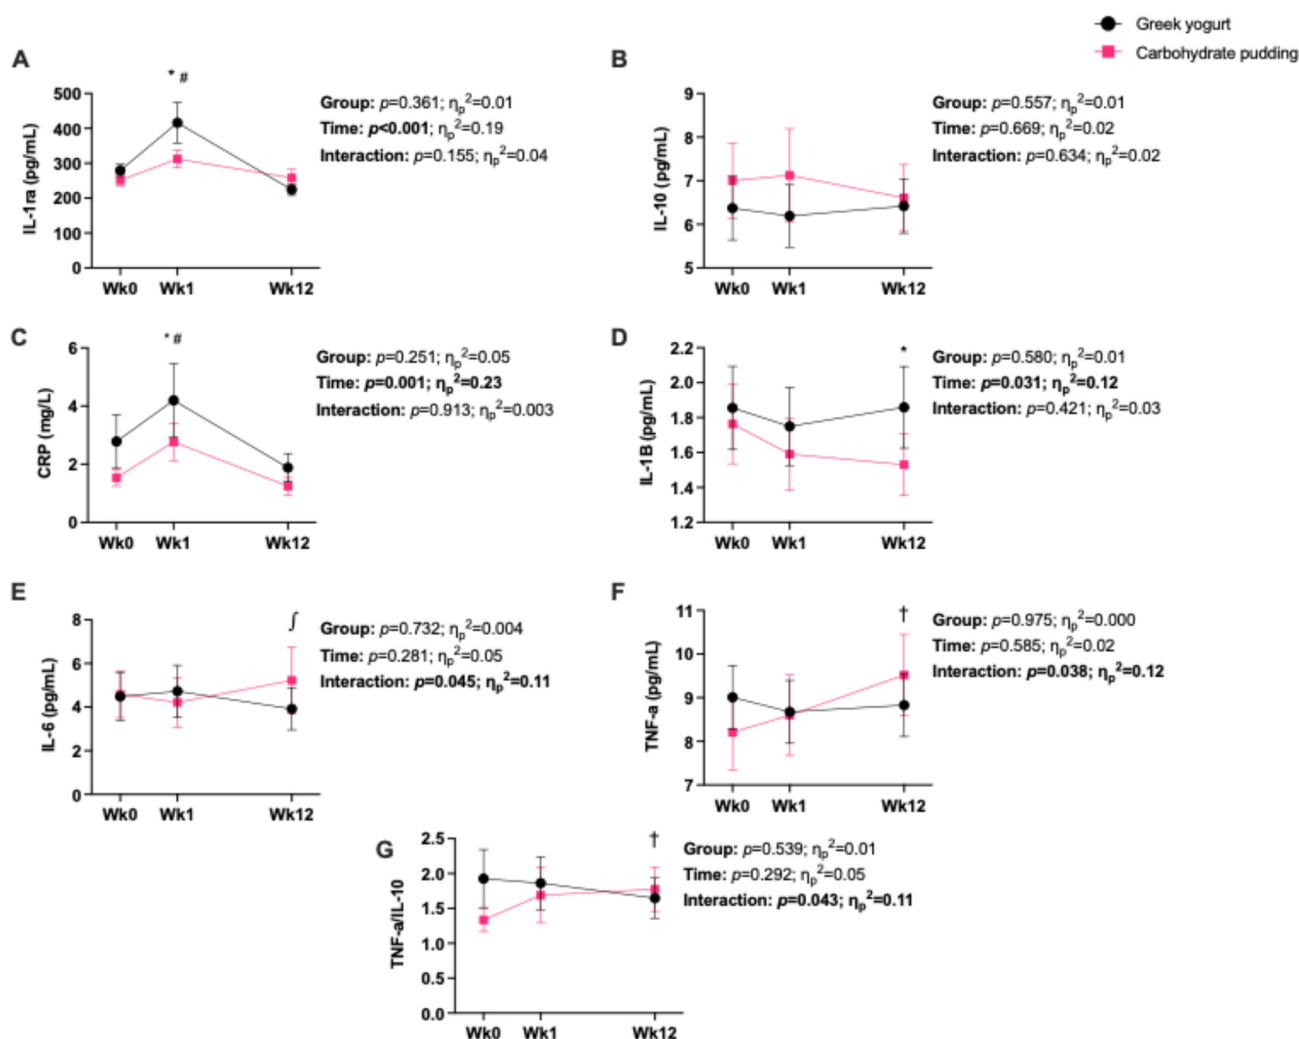 Greek yogurt
Carbohydrate pudding
A
* #
IL-1ra (pg/mL)
500
400
300
200
100
0
Wk0 Wk1 Wk12
Group: p=0.361; ηp²=0.01
Time: p<0.001; ηp²=0.19
Interaction: p=0.155; ηp²=0.04
B
IL-10 (pg/mL)
9
8
7
6
5
Wk0 Wk1 Wk12
Group: p=0.557; ηp²=0.01
Time: p=0.669; ηp²=0.02
Interaction: p=0.634; ηp²=0.02
C
* #
CRP (mg/L)
6
4
2
0
Wk0 Wk1 Wk12
Group: p=0.251; ηp²=0.05
Time: p=0.001; ηp²=0.23
Interaction: p=0.913; ηp²=0.003
D
*
IL-1B (pg/mL)
2.2
2.0
1.8
1.6
1.4
1.2
Wk0 Wk1 Wk12
Group: p=0.580; ηp²=0.01
Time: p=0.031; ηp²=0.12
Interaction: p=0.421; ηp²=0.03
E
∫
IL-6 (pg/mL)
8
6
4
2
0
Wk0 Wk1 Wk12
Group: p=0.732; ηp²=0.004
Time: p=0.281; ηp²=0.05
Interaction: p=0.045; ηp²=0.11
F
†
TNF-a (pg/mL)
11
10
9
8
7
Wk0 Wk1 Wk12
Group: p=0.975; ηp²=0.000
Time: p=0.585; ηp²=0.02
Interaction: p=0.038; ηp²=0.12
G
†
TNF-a/IL-10
2.5
2.0
1.5
1.0
0.5
0.0
Wk0 Wk1 Wk12
Group: p=0.539; ηp²=0.01
Time: p=0.292; ηp²=0.05
Interaction: p=0.043; ηp²=0.11